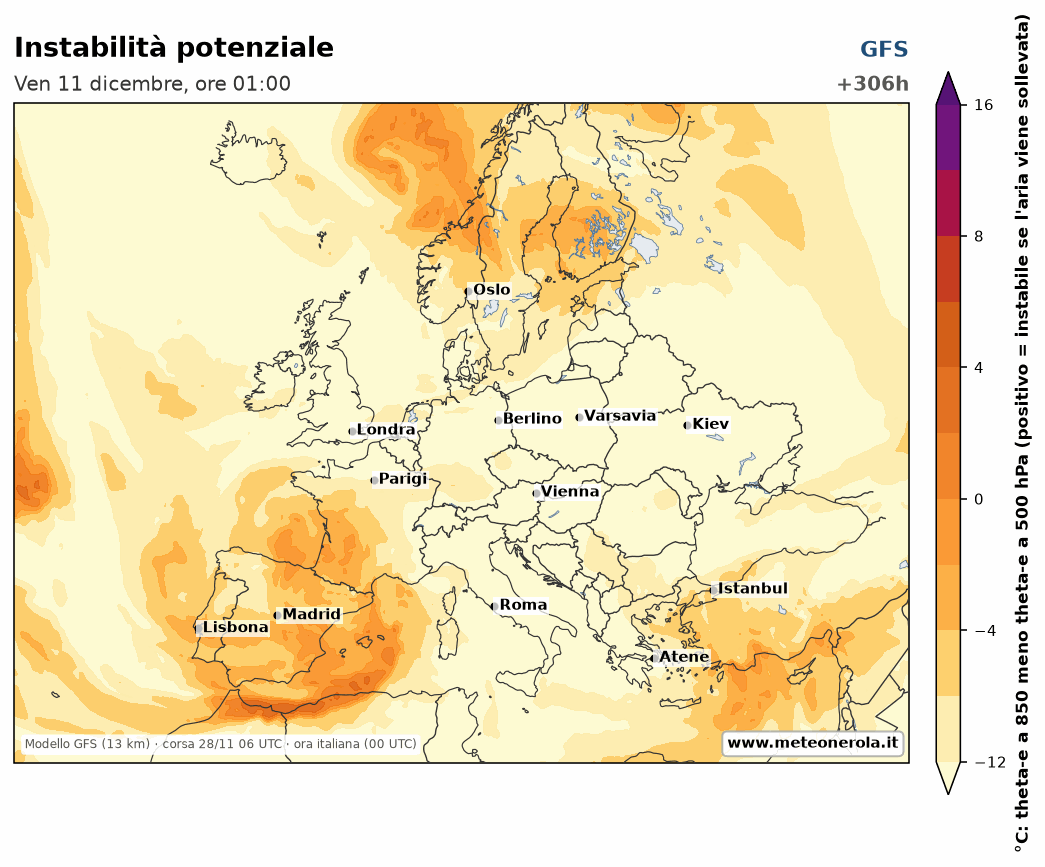 Instabilità potenziale
GFS
Ven 11 dicembre, ore 01:00
+306h
Oslo
Berlino
Varsavia
Kiev
Londra
Parigi
Vienna
Istanbul
Roma
Madrid
Lisbona
Atene
Modello GFS (13 km) · corsa 28/11 06 UTC · ora italiana (00 UTC)
www.meteonerola.it
16
8
4
0
−4
−12
°C: theta-e a 850 meno theta-e a 500 hPa (positivo = instabile se l'aria viene sollevata)